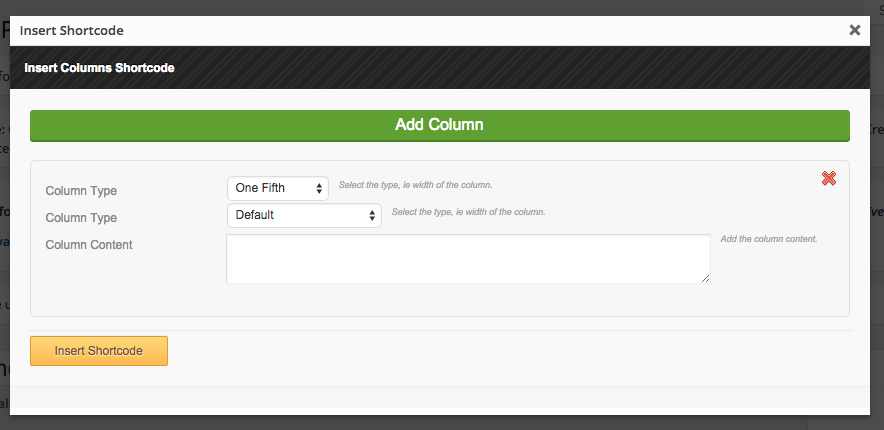 Insert Shortcode
Insert Columns Shortcode
Add Column
Column Type
One Fifth
Select the type, ie width of the column.
Column Type
Default
Select the type, ie width of the column.
Column Content
Add the column content.
Insert Shortcode